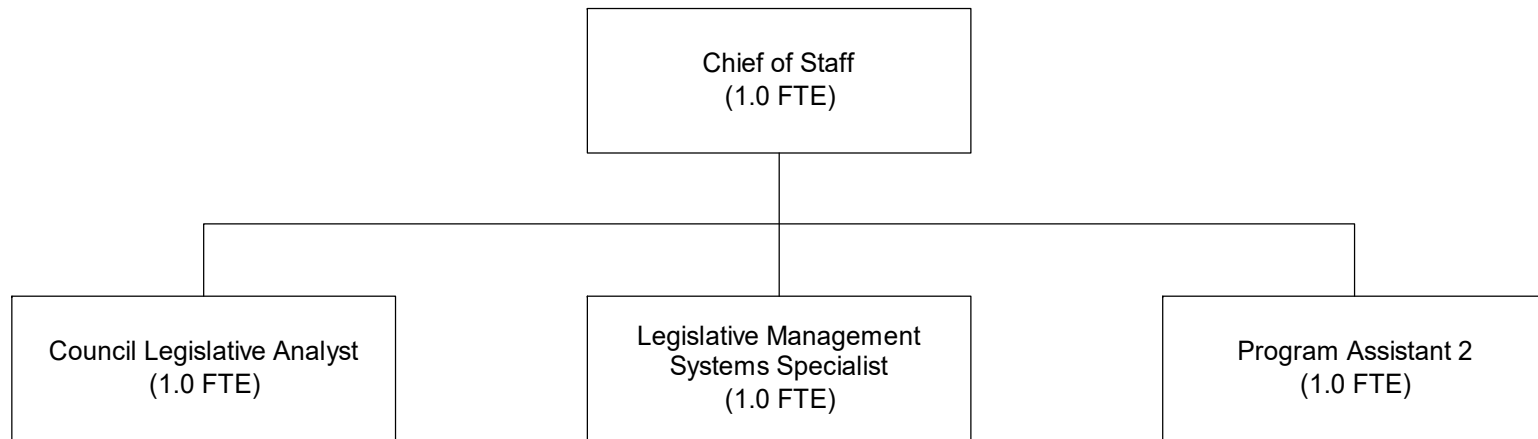 Chief of Staff
(1.0 FTE)
Council Legislative Analyst
(1.0 FTE)
Legislative Management
Systems Specialist
(1.0 FTE)
Program Assistant 2
(1.0 FTE)